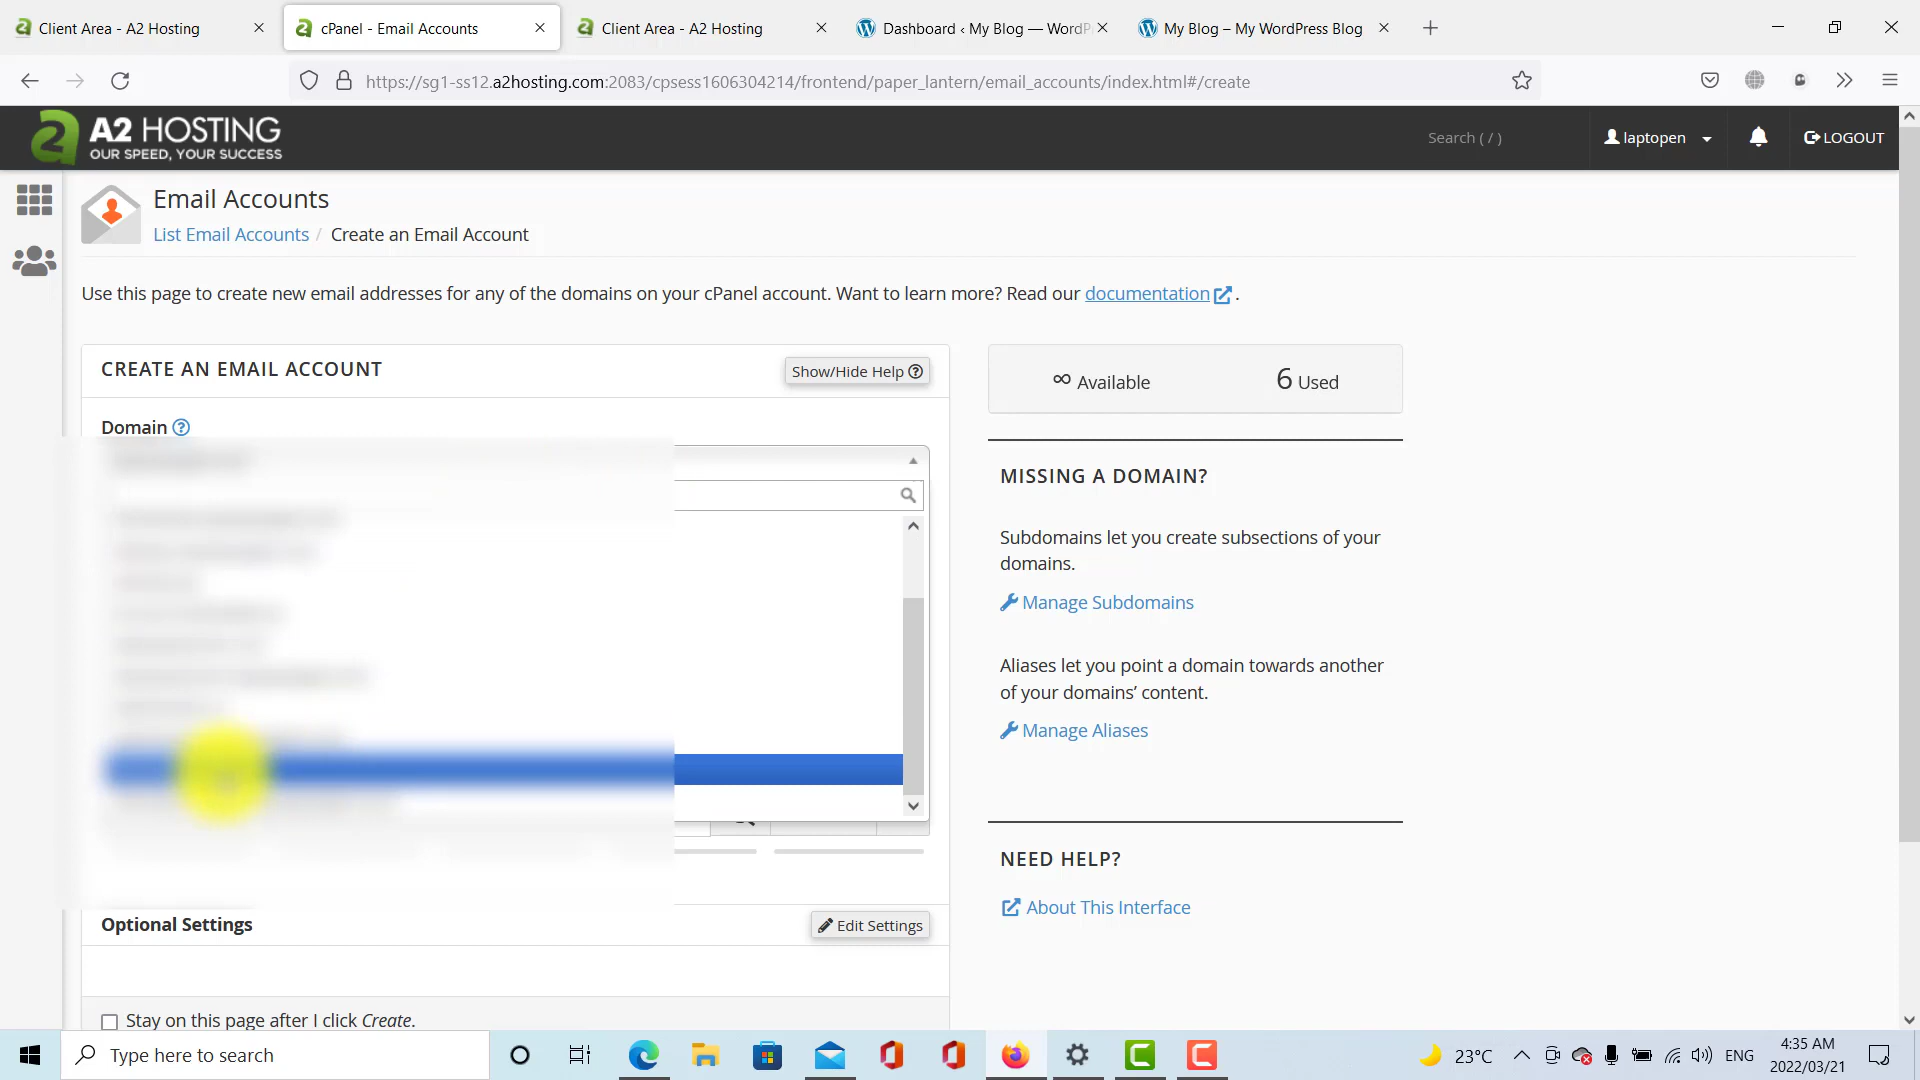 Client Area - A2 Hosting
cPanel - Email Accounts
Client Area - A2 Hosting
Dashboard ‹ My Blog — WordP
My Blog – My WordPress Blog
https://sg1-ss12.a2hosting.com:2083/cpsess1606304214/frontend/paper_lantern/email_accounts/index.html#/create
A2 HOSTING
OUR SPEED, YOUR SUCCESS
Search ( / )
laptopen
LOGOUT
Email Accounts
List Email Accounts / Create an Email Account
Use this page to create new email addresses for any of the domains on your cPanel account. Want to learn more? Read our documentation .
CREATE AN EMAIL ACCOUNT
Show/Hide Help
Domain
∞ Available
6 Used
MISSING A DOMAIN?
Subdomains let you create subsections of your
domains.
Manage Subdomains
Aliases let you point a domain towards another
of your domains’ content.
Manage Aliases
NEED HELP?
About This Interface
Optional Settings
Edit Settings
Stay on this page after I click Create.
Type here to search
23°C
ENG
4:35 AM
2022/03/21